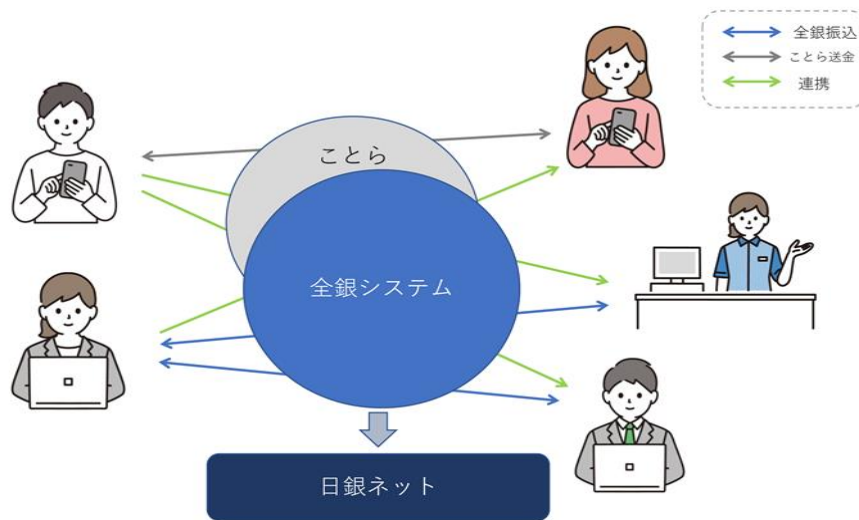 全銀振込
ことら送金
連携
ことら
全銀システム
日銀ネット